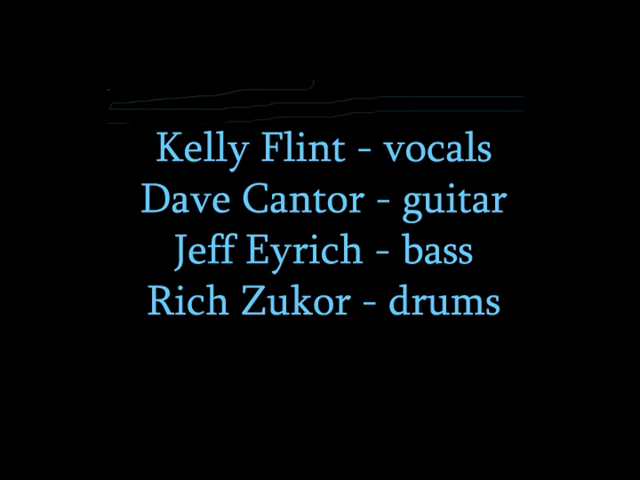 Kelly Flint - vocals
Dave Cantor - guitar
Jeff Eyrich - bass
Rich Zukor - drums